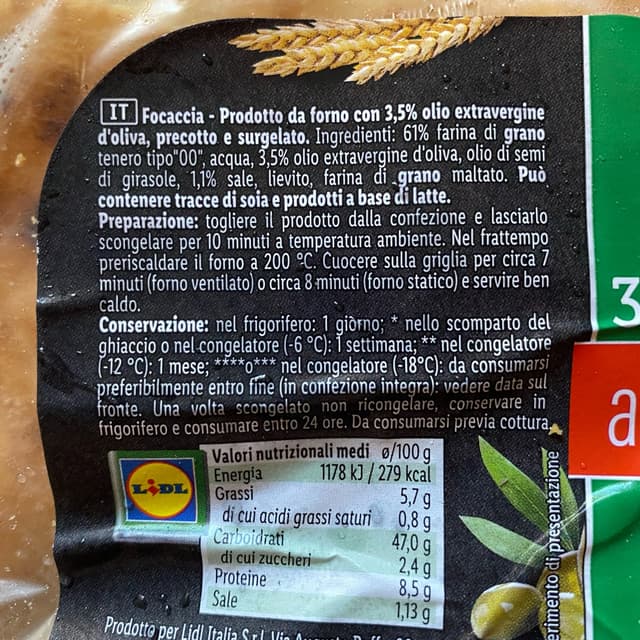 IT Focaccia - Prodotto da forno con 3,5% olio extravergine
d'oliva, precotto e surgelato. Ingredienti: 61% farina di grano
tenero tipo"00", acqua, 3,5% olio extravergine d'oliva, olio di semi
di girasole, 1,1% sale, lievito, farina di grano maltato. Può
contenere tracce di soia e prodotti a base di latte.
Preparazione: togliere il prodotto dalla confezione e lasciarlo
scongelare per 10 minuti a temperatura ambiente. Nel frattempo
preriscaldare il forno a 200 °C. Cuocere sulla griglia per circa 7
minuti (forno ventilato) o circa 8 minuti (forno statico) e servire ben
caldo.
Conservazione: nel frigorifero: 1 giorno; * nello scomparto del
ghiaccio o nel congelatore (-6 °C): 1 settimana; ** nel congelatore
(-12 °C): 1 mese; ****o*** nel congelatore (-18°C): da consumarsi
preferibilmente entro fine (in confezione integra): vedere data sul
fronte. Una volta scongelato non ricongelare, conservare in
frigorifero e consumare entro 24 ore. Da consumarsi previa cottura.
LIDL
Valori nutrizionali medi ø/100 g
Energia 1178 kJ / 279 kcal
Grassi 5,7 g
di cui acidi grassi saturi 0,8 g
Carboidrati 47,0 g
di cui zuccheri 2,4 g
Proteine 8,5 g
Sale 1,13 g
Prodotto per Lidl Italia S.r.l. Via
erimento di presentazione
3
a